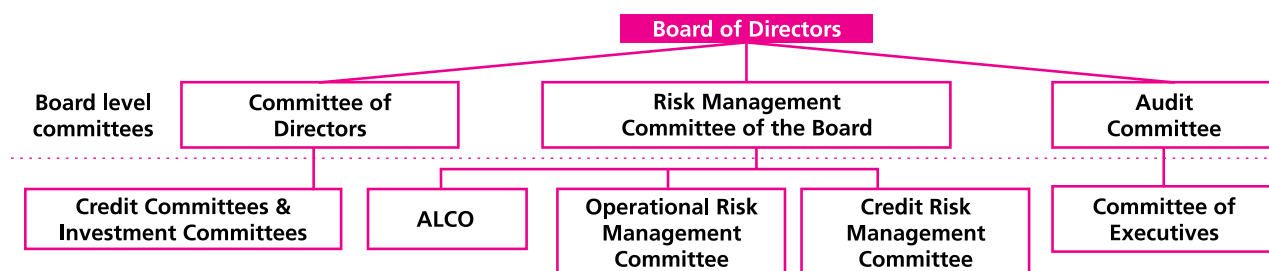 Board of Directors
Board level
committees
Committee of
Directors
Risk Management
Committee of the Board
Audit
Committee
Credit Committees &
Investment Committees
ALCO
Operational Risk
Management
Committee
Credit Risk
Management
Committee
Committee of
Executives